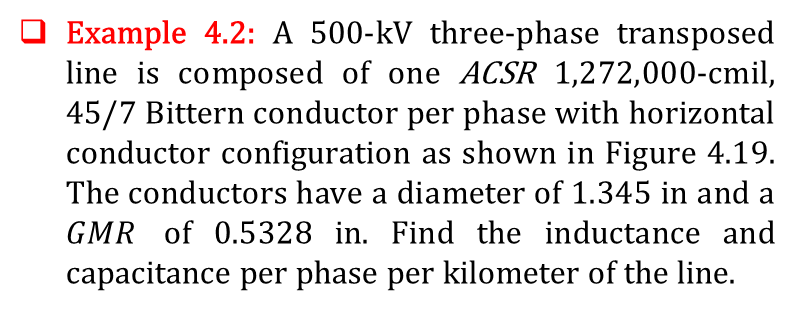 Example 4.2: A 500-kV three-phase transposed
line is composed of one ACSR 1,272,000-cmil,
45/7 Bittern conductor per phase with horizontal
conductor configuration as shown in Figure 4.19.
The conductors have a diameter of 1.345 in and a
GMR of 0.5328 in. Find the inductance and
capacitance per phase per kilometer of the line.